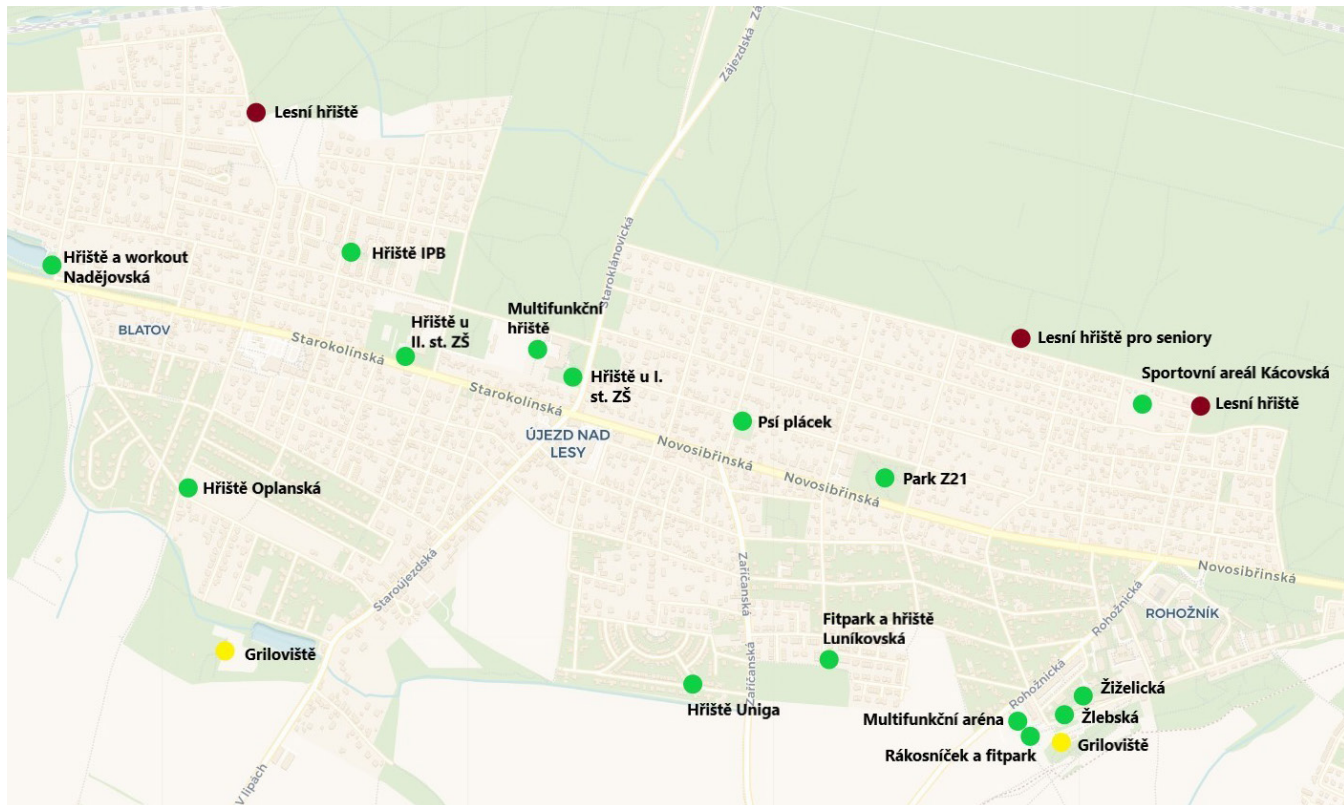 Zájezdská
Zá
Lesní hřiště
Staroklánovická
Hřiště IPB
Hřiště a workout
Nadějovská
Multifunkční
hřiště
Hřiště u
II. st. ZŠ
BLATOV
Starokolínská
Lesní hřiště pro seniory
Sportovní areál Kácovská
Hřiště u I.
st. ZŠ
Starokolínská
Lesní hřiště
Psí plácek
ÚJEZD NAD
LESY
Novosibřinská
Novosibřinská
Park Z21
Hřiště Oplanská
Staroújezdská
Zaříčanská
Novosibřinská
Rohožnická
ROHOŽNÍK
Fitpark a hřiště
Luníkovská
Griloviště
Zaříčanská
Rohožnická
Žiželická
Hřiště Uniga
Multifunkční aréna
Žlebská
Griloviště
Rákosníček a fitpark
V lipách